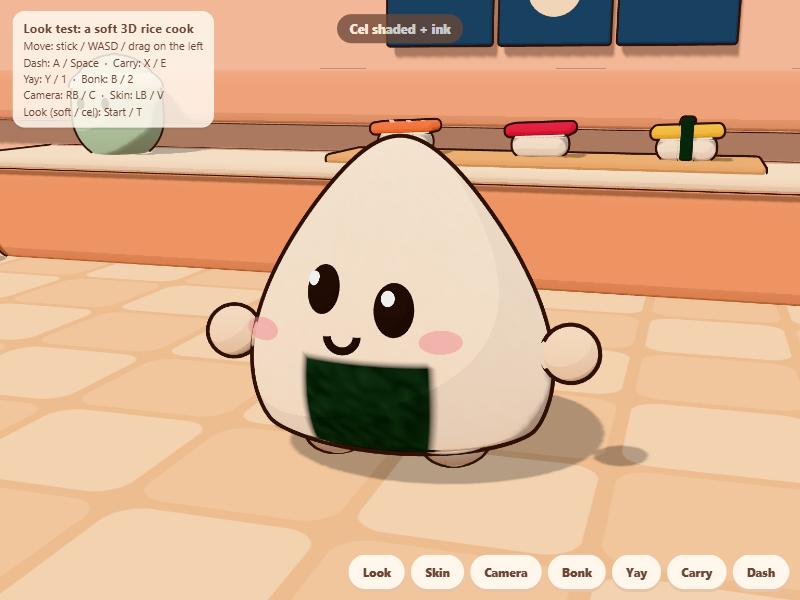 Look test: a soft 3D rice cook
Move: stick / WASD / drag on the left
Dash: A / Space · Carry: X / E
Yay: Y / 1 · Bonk: B / 2
Camera: RB / C · Skin: LB / V
Look (soft / cel): Start / T
Cel shaded + ink
Look Skin Camera Bonk Yay Carry Dash